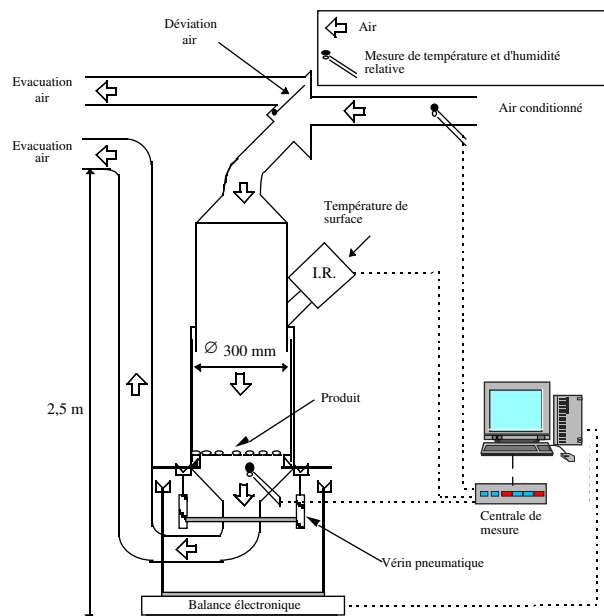 Déviation
air
Air
Mesure de température et d'humidité
relative
Evacuation
air
Air conditionné
Evacuation
air
Température de
surface
I.R.
Ø 300 mm
2,5 m
Produit
Centrale de
mesure
Vérin pneumatique
Balance électronique